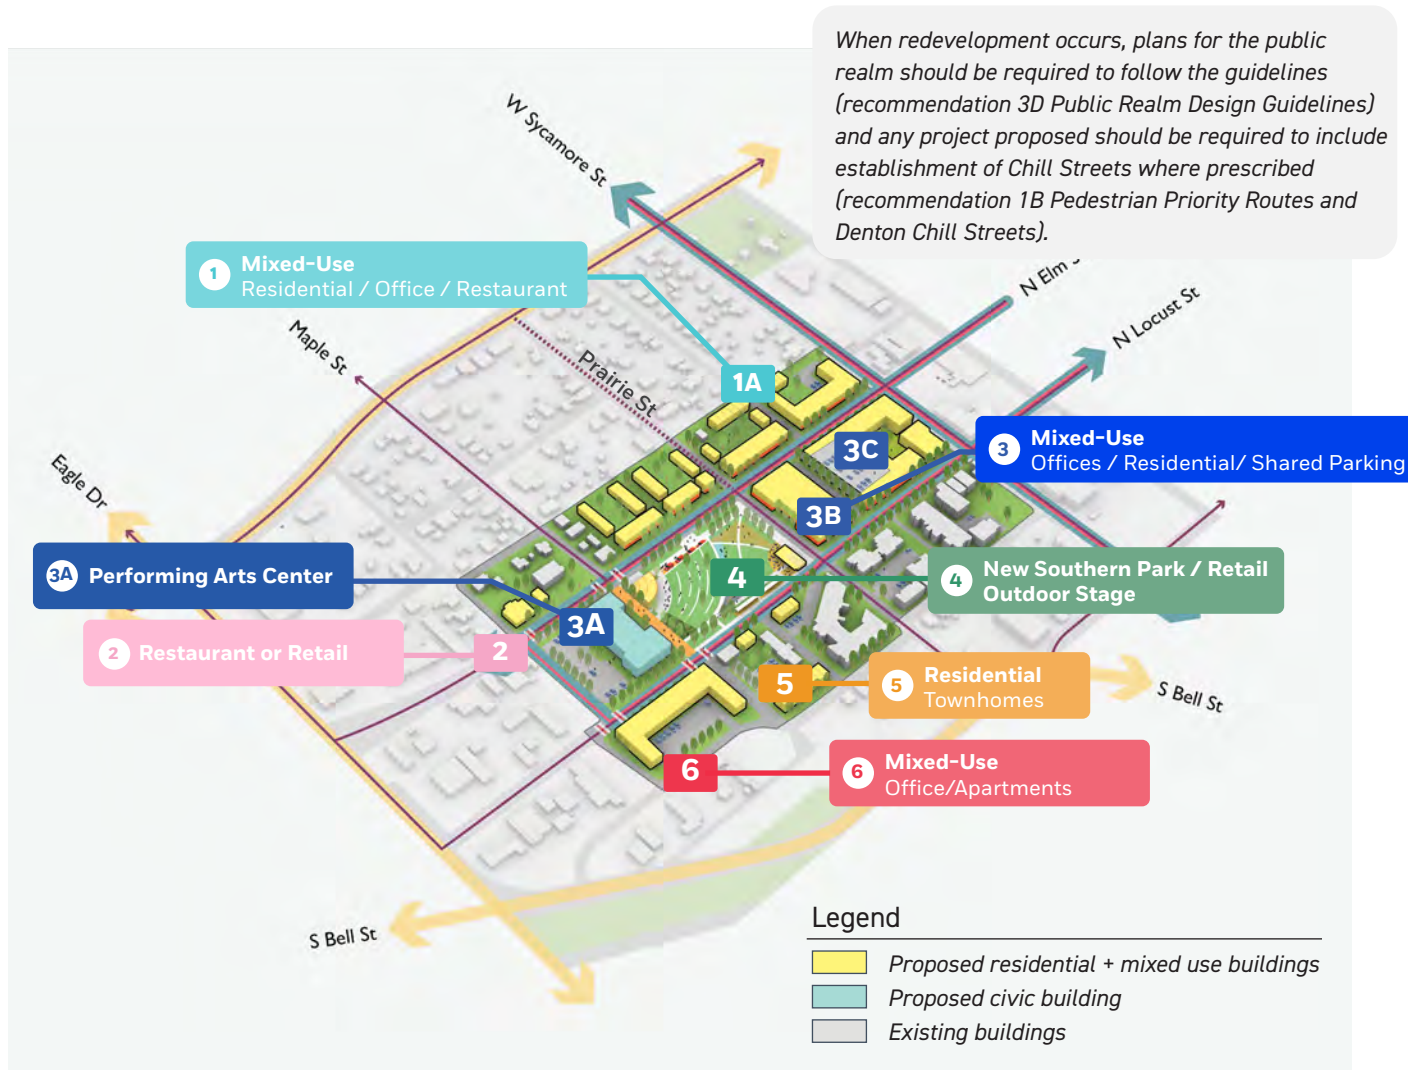 When redevelopment occurs, plans for the public
realm should be required to follow the guidelines
(recommendation 3D Public Realm Design Guidelines)
and any project proposed should be required to include
establishment of Chill Streets where prescribed
(recommendation 1B Pedestrian Priority Routes and
Denton Chill Streets).
W Sycamore St
N Elm
N Locust St
1 Mixed-Use
Residential / Office / Restaurant
Maple St
Prairie St
1A
3C
3 Mixed-Use
Offices / Residential/ Shared Parking
Eagle Dr
3B
3A Performing Arts Center
4
4 New Southern Park / Retail
Outdoor Stage
3A
2 Restaurant or Retail
2
5
5 Residential
Townhomes
S Bell St
6
6 Mixed-Use
Office/Apartments
S Bell St
Legend
Proposed residential + mixed use buildings
Proposed civic building
Existing buildings